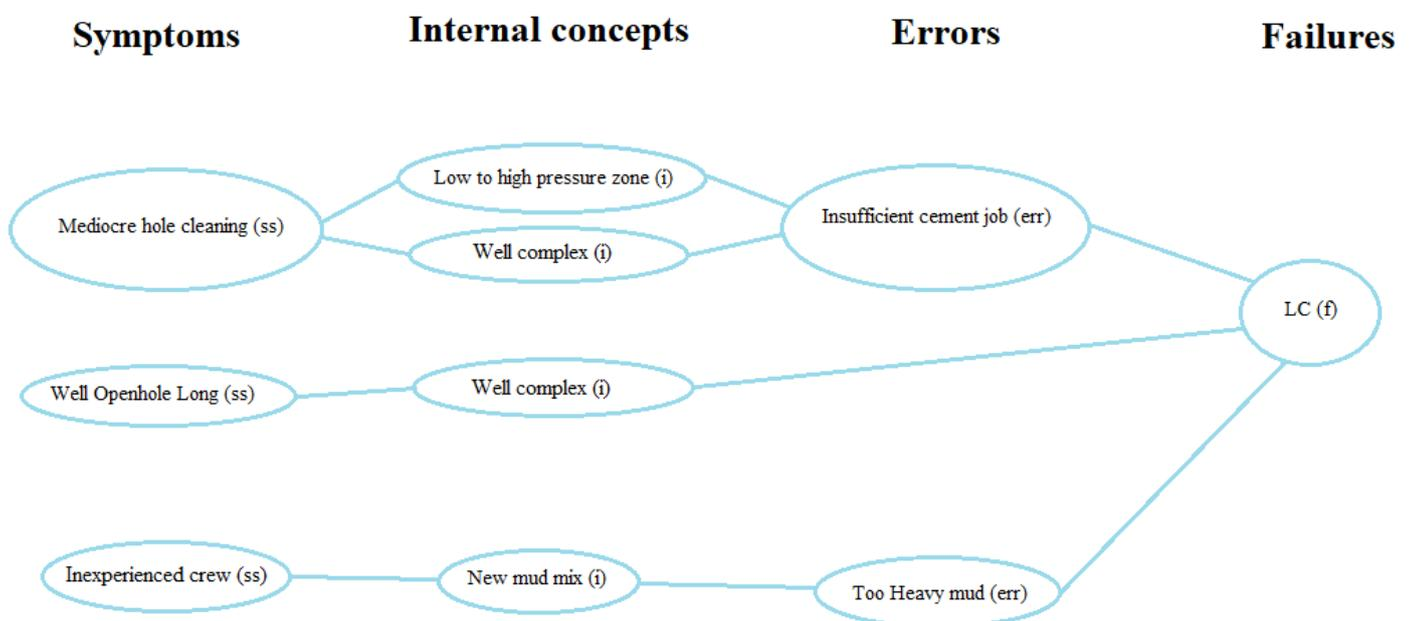 Symptoms
Internal concepts
Errors
Failures
Low to high pressure zone (i)
Mediocre hole cleaning (ss)
Insufficient cement job (err)
Well complex (i)
LC (f)
Well Openhole Long (ss)
Well complex (i)
Inexperienced crew (ss)
New mud mix (i)
Too Heavy mud (err)